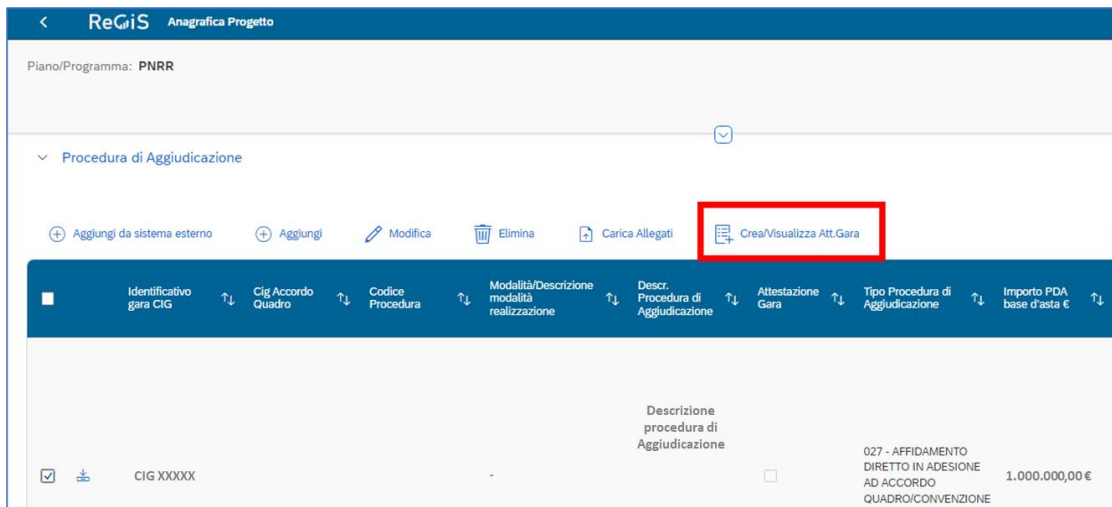 ReGiS Anagrafica Progetto
Piano/Programma: PNRR
Procedura di Aggiudicazione
Aggiungi da sistema esterno Aggiungi Modifica Elimina Carica Allegati Crea/Visualizza Att.Gara
Identificativo gara CIG
Cig Accordo Quadro
Codice Procedura
Modalità/Descrizione modalità realizzazione
Descr. Procedura di Aggiudicazione
Attestazione Gara
Tipo Procedura di Aggiudicazione
Importo PDA base d'asta €
CIG XXXXX
-
Descrizione
procedura di
Aggiudicazione
027 - AFFIDAMENTO
DIRETTO IN ADESIONE
AD ACCORDO
QUADRO/CONVENZIONE
1.000.000,00 €